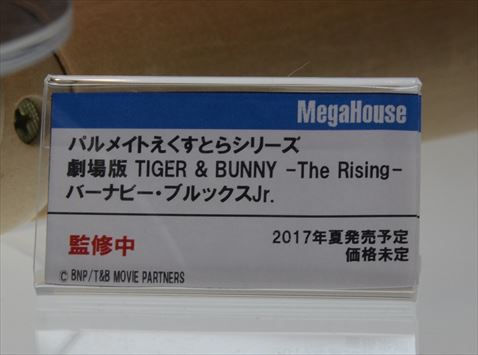 MegaHouse
パルメイトえくすとらシリーズ
劇場版 TIGER & BUNNY -The Rising-
バーナビー・ブルックスJr.
監修中
2017年夏発売予定
価格未定
© BNP/T&B MOVIE PARTNERS